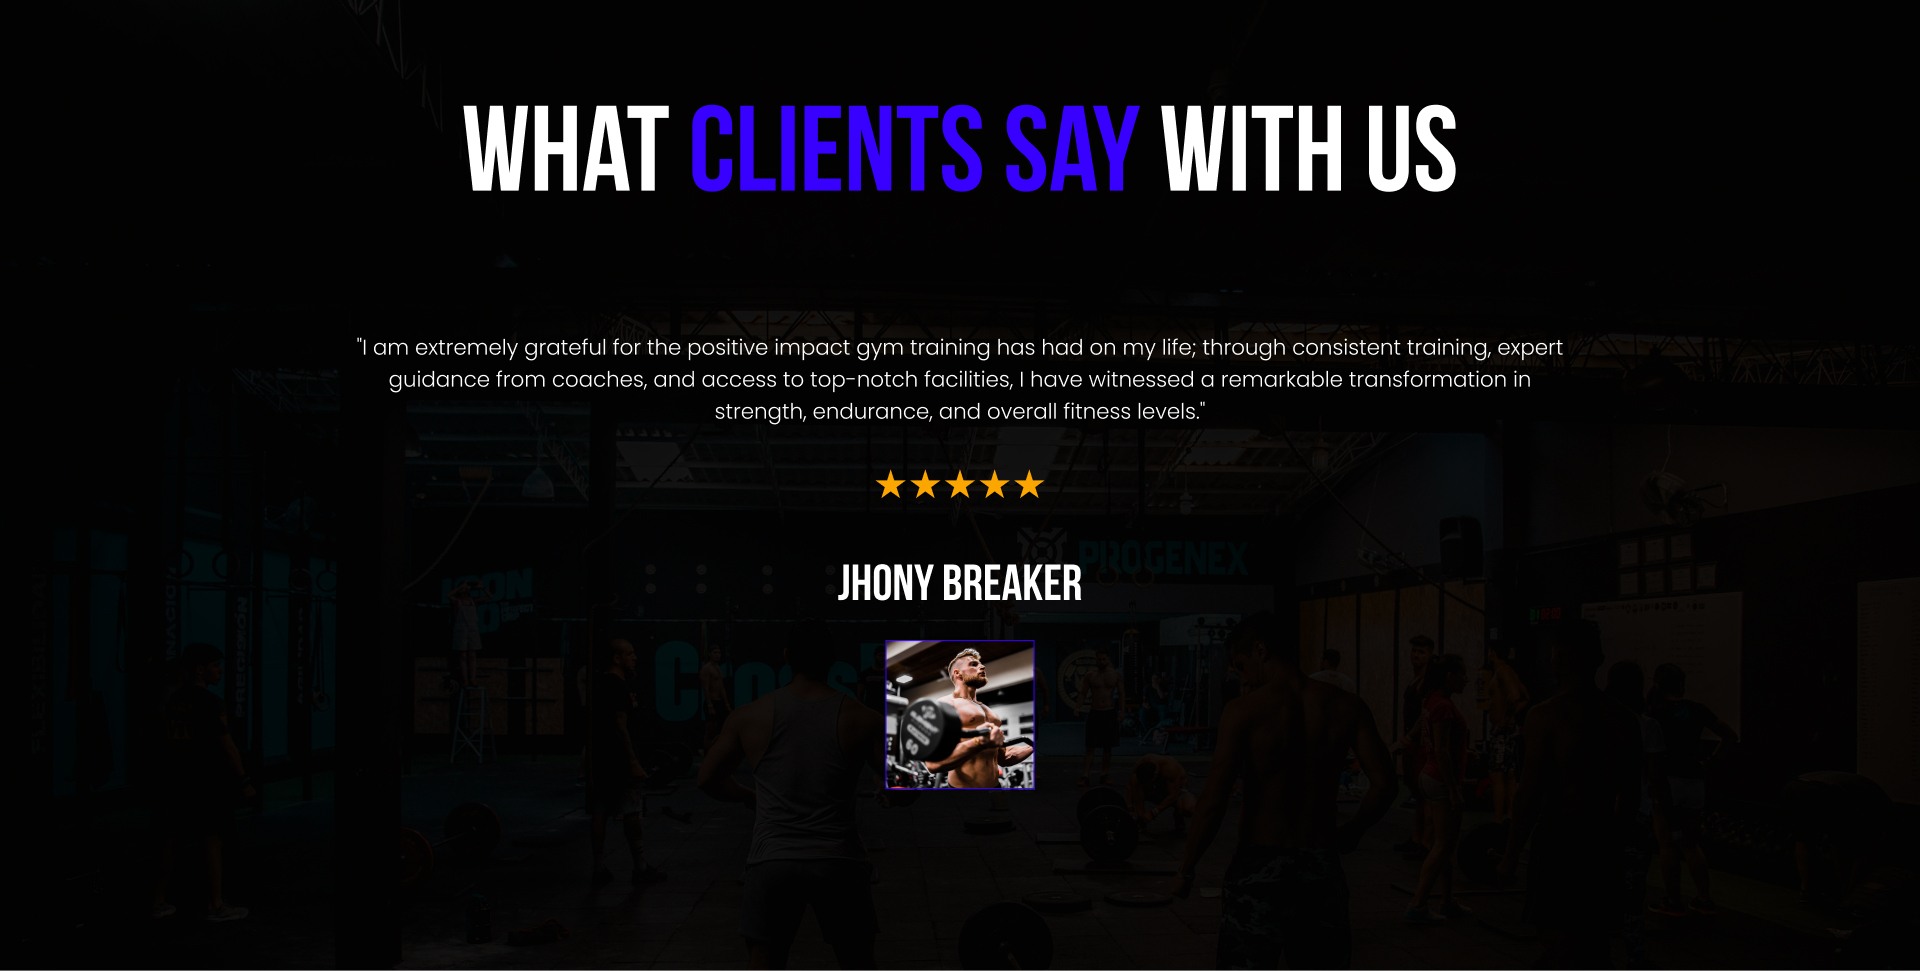 WHAT CLIENTS SAY WITH US
"I am extremely grateful for the positive impact gym training has had on my life; through consistent training, expert
guidance from coaches, and access to top-notch facilities, I have witnessed a remarkable transformation in
strength, endurance, and overall fitness levels."
PROGENEX
JHONY BREAKER
60